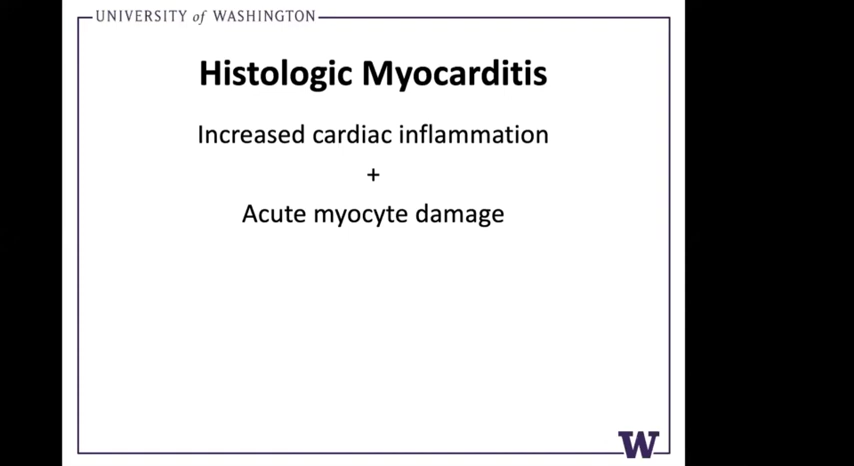 UNIVERSITY of WASHINGTON
Histologic Myocarditis
Increased cardiac inflammation
+
Acute myocyte damage
W